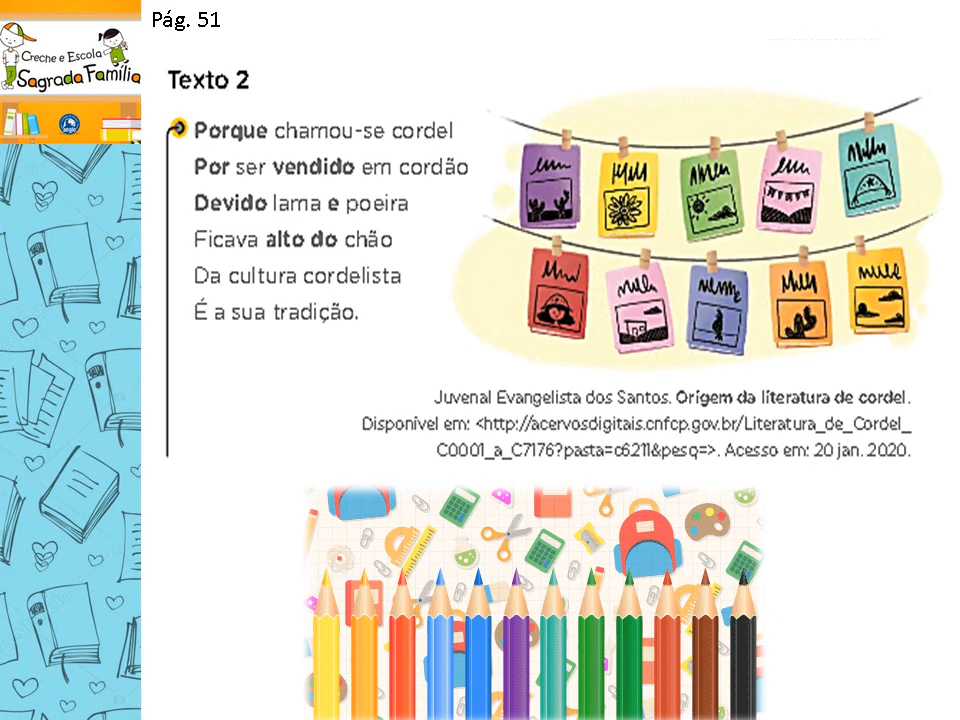 Pág. 51
Creche e Escola
Sagrada Família
Texto 2
Porque chamou-se cordel
Por ser vendido em cordão
Devido lama e poeira
Ficava alto do chão
Da cultura cordelista
É a sua tradição.
Juvenal Evangelista dos Santos. Origem da literatura de cordel.
Disponível em: <http://acervosdigitais.cnfcp.gov.br/Literatura_de_Cordel_
C0001_a_C7176?pasta=c6211&pesq=>. Acesso em: 20 jan. 2020.